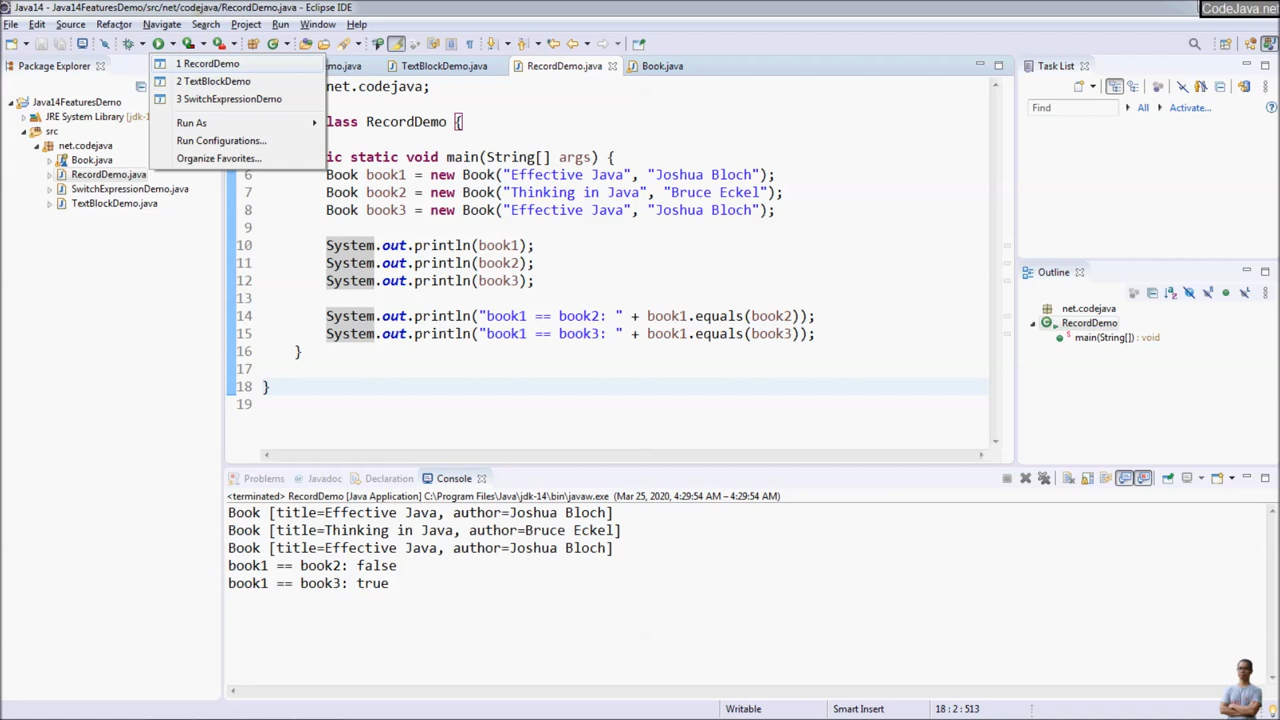 Java14 - Java14FeaturesDemo/src/net/codejava/RecordDemo.java - Eclipse IDE
CodeJava.net
File Edit Source Refactor Navigate Search Project Run Window Help
Package Explorer
Java14FeaturesDemo
JRE System Library [jdk-1
src
net.codejava
Book.java
RecordDemo.java
SwitchExpressionDemo.java
TextBlockDemo.java
1 RecordDemo
2 TextBlockDemo
3 SwitchExpressionDemo
Run As
Run Configurations...
Organize Favorites...
mo.java TextBlockDemo.java RecordDemo.java Book.java
net.codejava;
lass RecordDemo {
ic static void main(String[] args) {
6 Book book1 = new Book("Effective Java", "Joshua Bloch");
7 Book book2 = new Book("Thinking in Java", "Bruce Eckel");
8 Book book3 = new Book("Effective Java", "Joshua Bloch");
9
10 System.out.println(book1);
11 System.out.println(book2);
12 System.out.println(book3);
13
14 System.out.println("book1 == book2: " + book1.equals(book2));
15 System.out.println("book1 == book3: " + book1.equals(book3));
16 }
17
18 }
19
Task List
Find All Activate...
Outline
net.codejava
RecordDemo
main(String[]) : void
Problems Javadoc Declaration Console
<terminated> RecordDemo [Java Application] C:\Program Files\Java\jdk-14\bin\javaw.exe (Mar 25, 2020, 4:29:54 AM – 4:29:54 AM)
Book [title=Effective Java, author=Joshua Bloch]
Book [title=Thinking in Java, author=Bruce Eckel]
Book [title=Effective Java, author=Joshua Bloch]
book1 == book2: false
book1 == book3: true
Writable Smart Insert 18 : 2 : 513